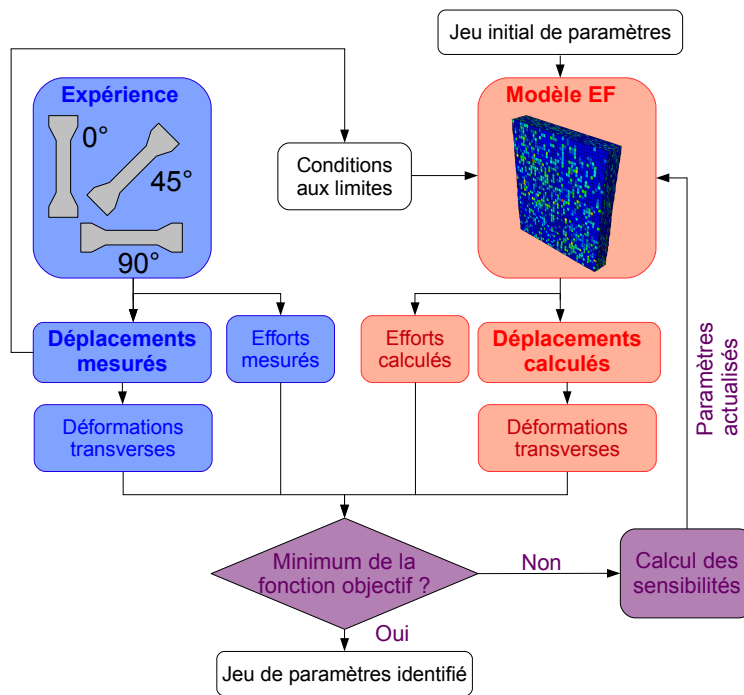 Jeu initial de paramètres
Expérience
0°
45°
90°
Modèle EF
Conditions
aux limites
Déplacements
mesurés
Efforts
mesurés
Efforts
calculés
Déplacements
calculés
Déformations
transverses
Déformations
transverses
Paramètres
actualisés
Minimum de la
fonction objectif ?
Non
Calcul des
sensibilités
Oui
Jeu de paramètres identifié